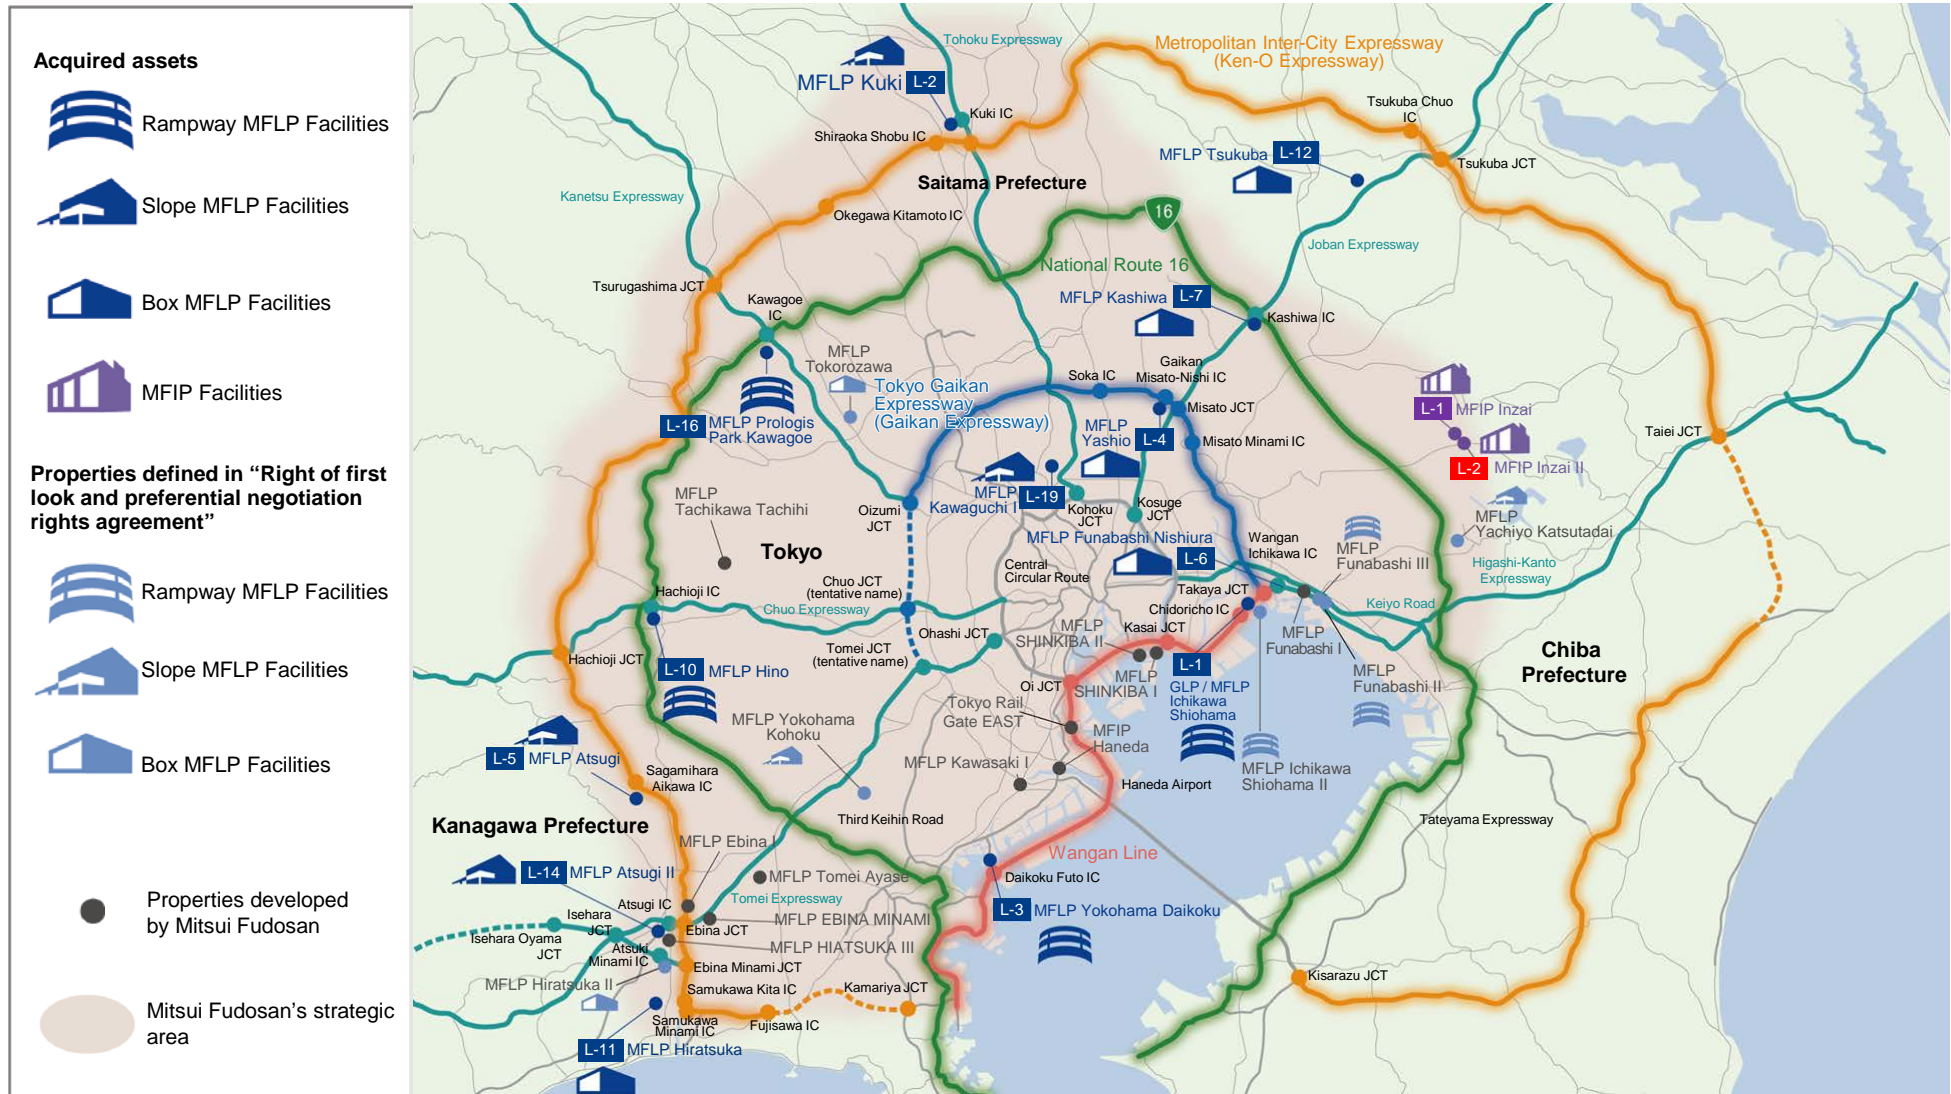 Acquired assets
Rampway MFLP Facilities
Slope MFLP Facilities
Box MFLP Facilities
MFIP Facilities
Properties defined in “Right of first
look and preferential negotiation
rights agreement”
Rampway MFLP Facilities
Slope MFLP Facilities
Box MFLP Facilities
Properties developed
by Mitsui Fudosan
Mitsui Fudosan’s strategic
area
Tohoku Expressway
Metropolitan Inter-City Expressway
(Ken-O Expressway)
MFLP Kuki L-2
Kuki IC
Shiraoka Shobu IC
Tsukuba Chuo
IC
MFLP Tsukuba L-12
Tsukuba JCT
Saitama Prefecture
Kanetsu Expressway
Okegawa Kitamoto IC
16
Joban Expressway
National Route 16
Tsurugashima JCT
Kawagoe
IC
MFLP Kashiwa L-7
Kashiwa IC
MFLP
Tokorozawa
Gaikan
Misato-Nishi IC
Soka IC
Tokyo Gaikan
Expressway
(Gaikan Expressway)
Misato JCT
L-1 MFIP Inzai
L-16 MFLP Prologis
Park Kawagoe
MFLP
Yashio L-4
Misato Minami IC
Taiei JCT
L-2 MFIP Inzai II
MFLP
Kawaguchi I L-19
MFLP
Tachikawa Tachihi
Oizumi
JCT
Kohoku
JCT
Kosuge
JCT
MFLP
Yachiyo Katsutadai
MFLP Funabashi Nishiura
L-6
Wangan
Ichikawa IC
MFLP
Funabashi III
Tokyo
Central
Circular Route
Higashi-Kanto
Expressway
Chuo JCT
(tentative name)
Hachioji IC
Chuo Expressway
Takaya JCT
Chidoricho IC
Keiyo Road
Kasai JCT
MFLP
SHINKIBA II
Ohashi JCT
MFLP
Funabashi I
Tomei JCT
(tentative name)
Hachioji JCT
L-10 MFLP Hino
Chiba
Prefecture
MFLP
SHINKIBA I
L-1
GLP / MFLP
Ichikawa
Shiohama
MFLP
Funabashi II
Oi JCT
Tokyo Rail
Gate EAST
MFLP Yokohama
Kohoku
MFIP
Haneda
L-5 MFLP Atsugi
MFLP Kawasaki I
MFLP Ichikawa
Shiohama II
Sagamihara
Aikawa IC
Haneda Airport
Third Keihin Road
Tateyama Expressway
Kanagawa Prefecture
MFLP Ebina I
Wangan Line
L-14 MFLP Atsugi II
MFLP Tomei Ayase
Daikoku Futo IC
Tomei Expressway
Atsugi IC
L-3 MFLP Yokohama Daikoku
Isehara
JCT
MFLP EBINA MINAMI
Ebina JCT
Isehara Oyama
JCT
Atsuki
Minami IC
MFLP HIATSUKA III
Ebina Minami JCT
Kisarazu JCT
MFLP Hiratsuka II
Samukawa Kita IC
Kamariya JCT
Samukawa
Minami IC
Fujisawa IC
L-11 MFLP Hiratsuka